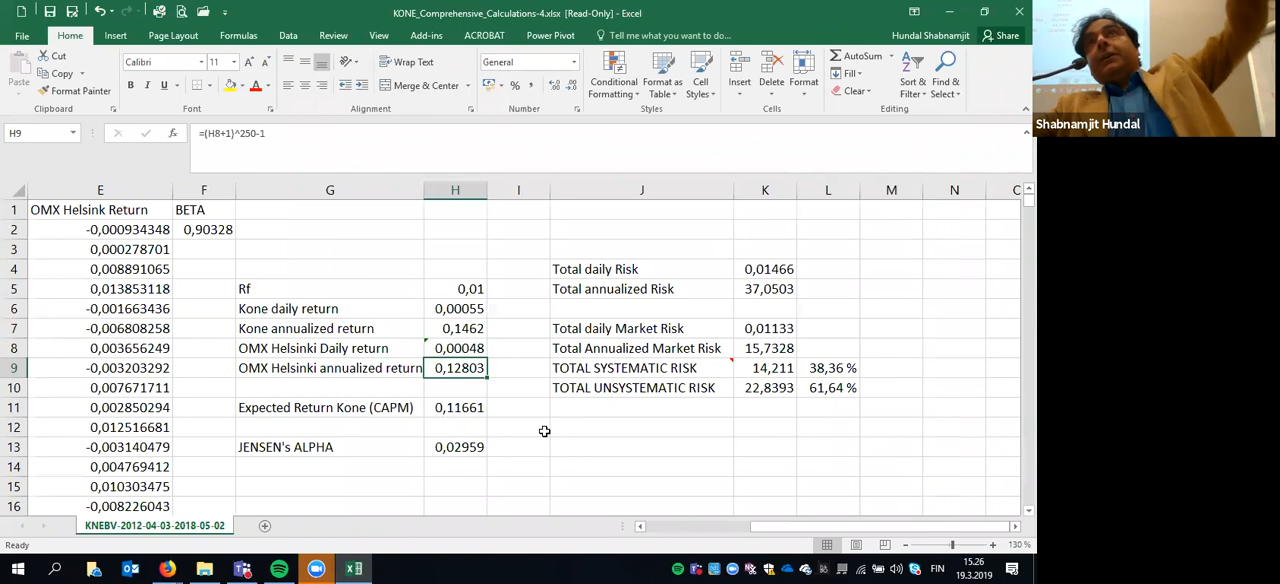 KONE_Comprehensive_Calculations-4.xlsx [Read-Only] - Excel
File Home Insert Page Layout Formulas Data Review View Add-ins ACROBAT Power Pivot Tell me what you want to do... Hundal Shabnamjit Share
Paste Cut Copy Format Painter
Clipboard
Calibri 11
B I U
Font
Wrap Text
Merge & Center
Alignment
General
Number
Conditional Formatting Format as Table Cell Styles
Styles
Insert Delete Format
Cells
AutoSum Fill Clear Sort & Filter Find & Select
Editing
Shabnamjit Hundal
H9 fx =(H8+1)^250-1
E F G H I J K L M N C
1 OMX Helsink Return BETA
2 -0,000934348 0,90328
3 0,000278701
4 0,008891065 Total daily Risk 0,01466
5 0,013853118 Rf 0,01 Total annualized Risk 37,0503
6 -0,001663436 Kone daily return 0,00055
7 -0,006808258 Kone annualized return 0,1462 Total daily Market Risk 0,01133
8 0,003656249 OMX Helsinki Daily return 0,00048 Total Annualized Market Risk 15,7328
9 -0,003203292 OMX Helsinki annualized return 0,12803 TOTAL SYSTEMATIC RISK 14,211 38,36 %
10 0,007671711 TOTAL UNSYSTEMATIC RISK 22,8393 61,64 %
11 0,002850294 Expected Return Kone (CAPM) 0,11661
12 0,012516681
13 -0,003140479 JENSEN's ALPHA 0,02959
14 0,004769412
15 0,010303475
16 -0,008226043
KNEBV-2012-04-03-2018-05-02
Ready 130 %
FIN 15.26
19.3.2019